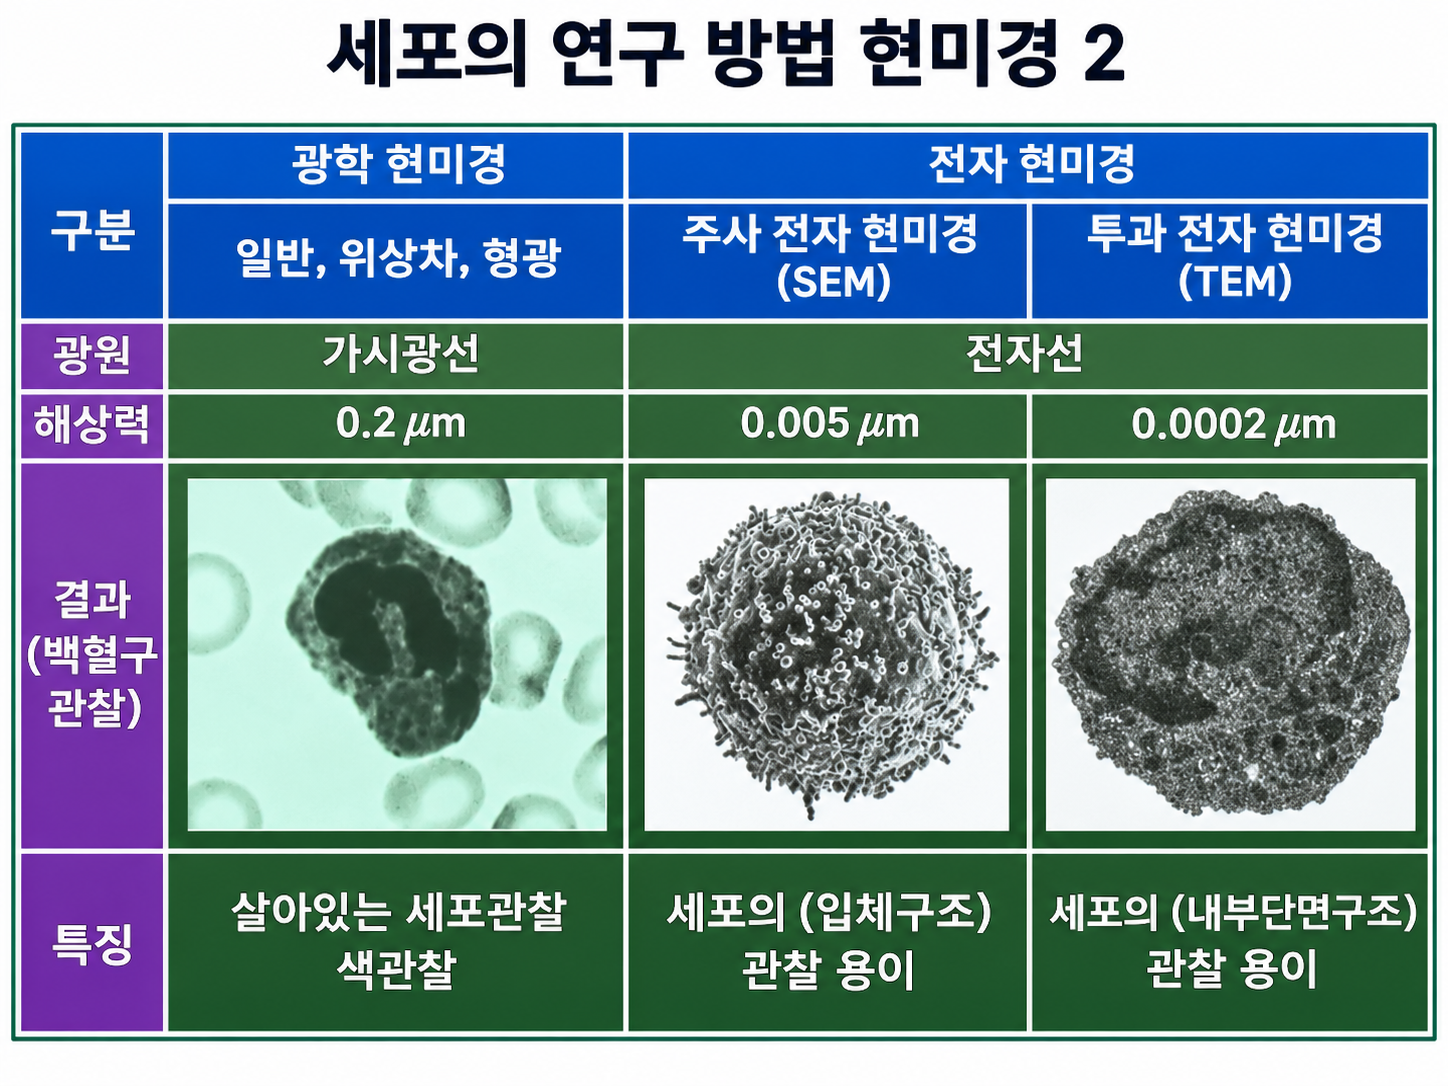 세포의 연구 방법 현미경 2
구분
광학 현미경
전자 현미경
일반, 위상차, 형광
주사 전자 현미경
(SEM)
투과 전자 현미경
(TEM)
광원
가시광선
전자선
해상력
0.2 μm
0.005 μm
0.0002 μm
결과
(백혈구
관찰)
특징
살아있는 세포관찰
색관찰
세포의 (입체구조)
관찰 용이
세포의 (내부단면구조)
관찰 용이